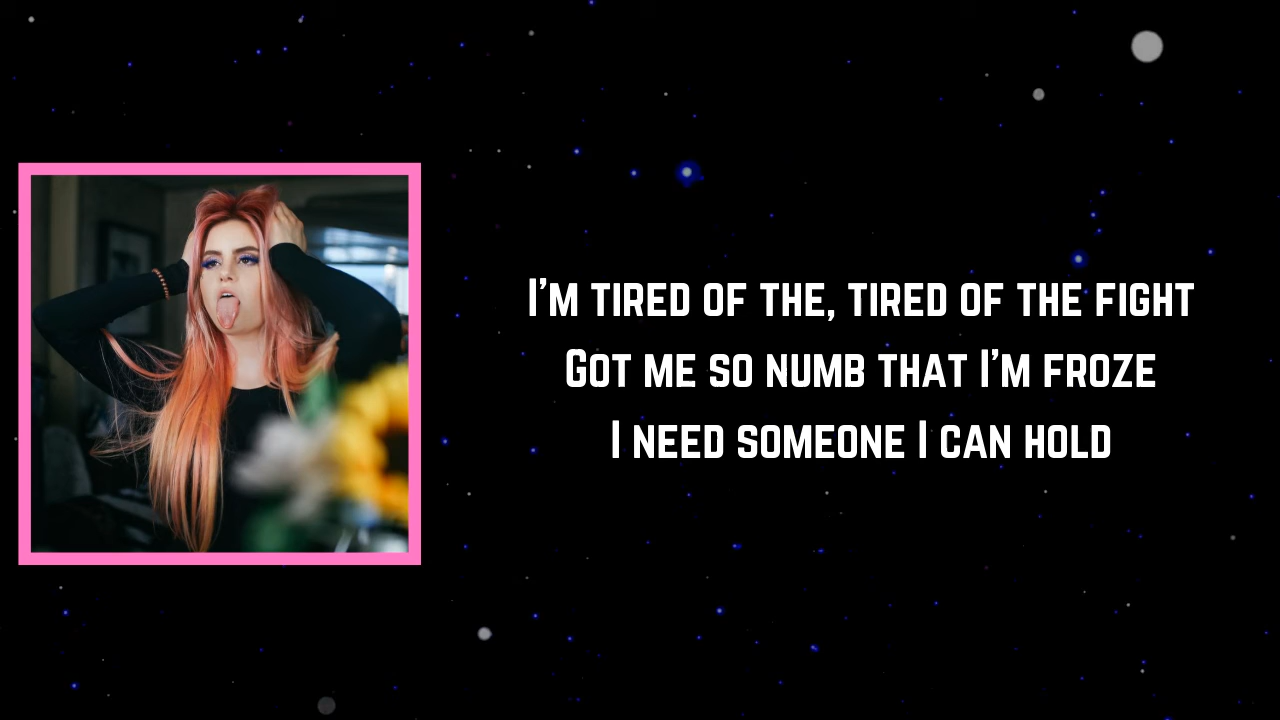 I'm tired of the, tired of the fight
Got me so numb that I'm froze
I need someone I can hold